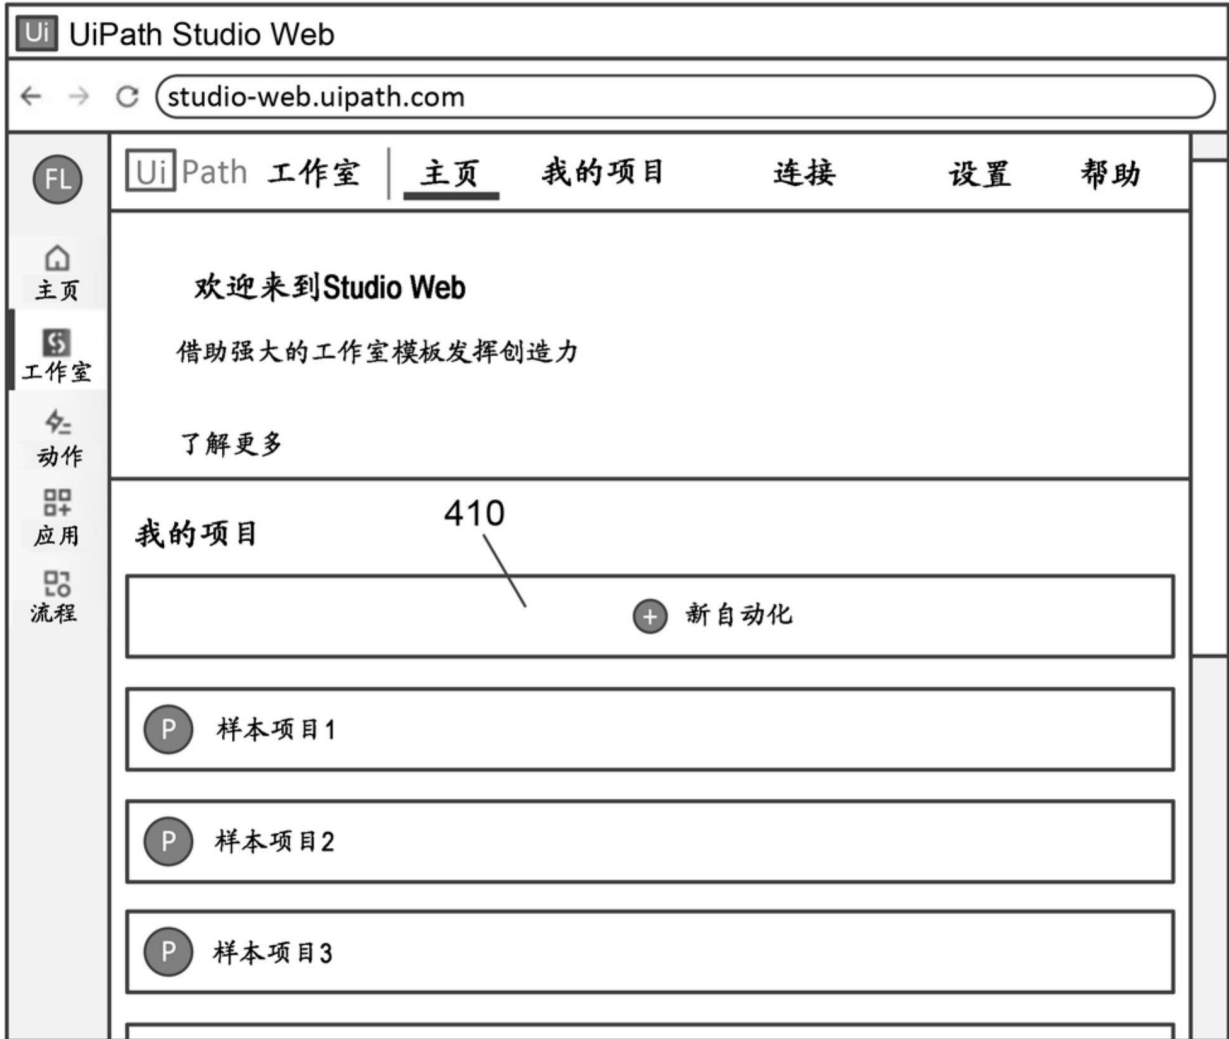 Ui UiPath Studio Web
studio-web.uipath.com
FL
Ui Path 工作室 主页 我的项目 连接 设置 帮助
主页
工作室
动作
应用
流程
欢迎来到Studio Web
借助强大的工作室模板发挥创造力
了解更多
我的项目
410
+ 新自动化
P 样本项目1
P 样本项目2
P 样本项目3